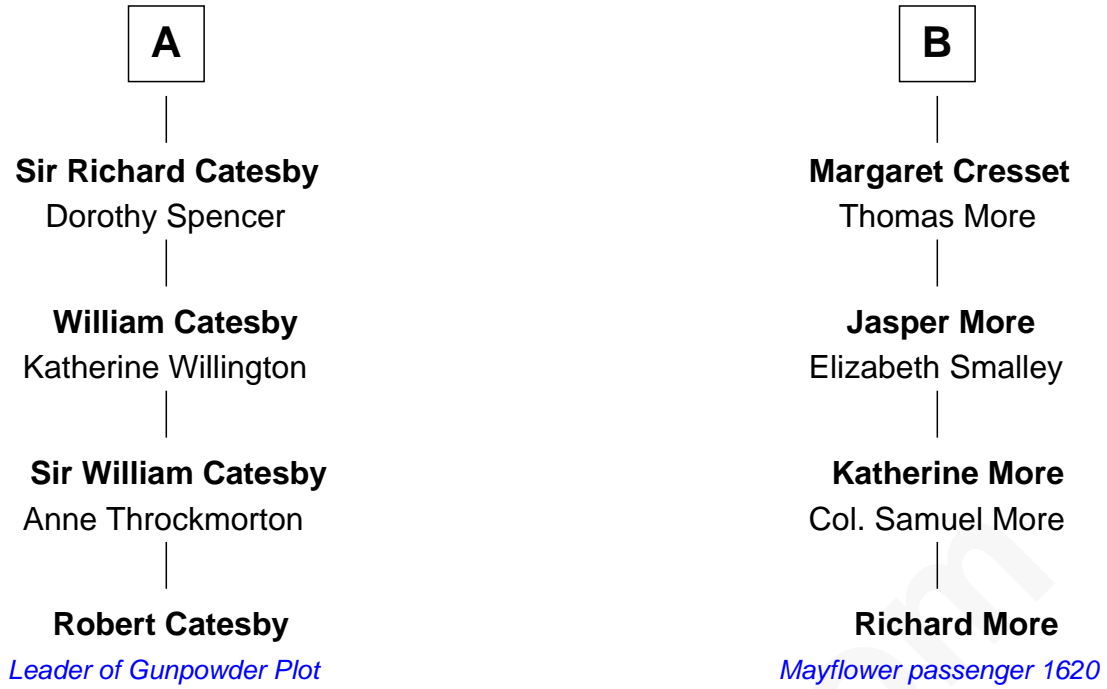 A
Sir Richard Catesby
Dorothy Spencer
William Catesby
Katherine Willington
Sir William Catesby
Anne Throckmorton
Robert Catesby
Leader of Gunpowder Plot
B
Margaret Cresset
Thomas More
Jasper More
Elizabeth Smalley
Katherine More
Col. Samuel More
Richard More
Mayflower passenger 1620